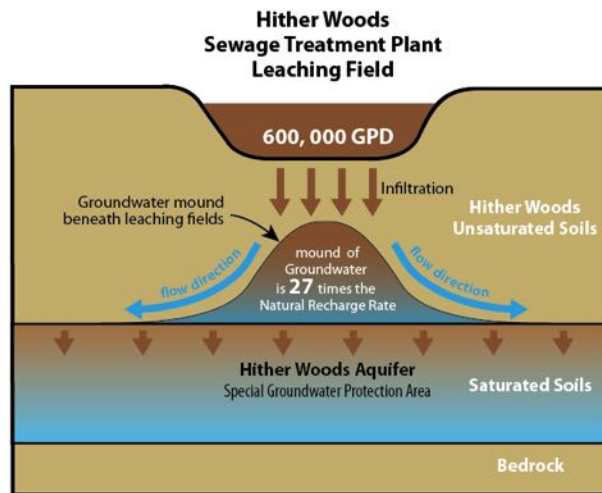 Hither Woods
Sewage Treatment Plant
Leaching Field
600, 000 GPD
Infiltration
Groundwater mound
beneath leaching fields
Hither Woods
Unsaturated Soils
flow direction
mound of
Groundwater
is 27 times the
Natural Recharge Rate
flow direction
Hither Woods Aquifer
Special Groundwater Protection Area
Saturated Soils
Bedrock